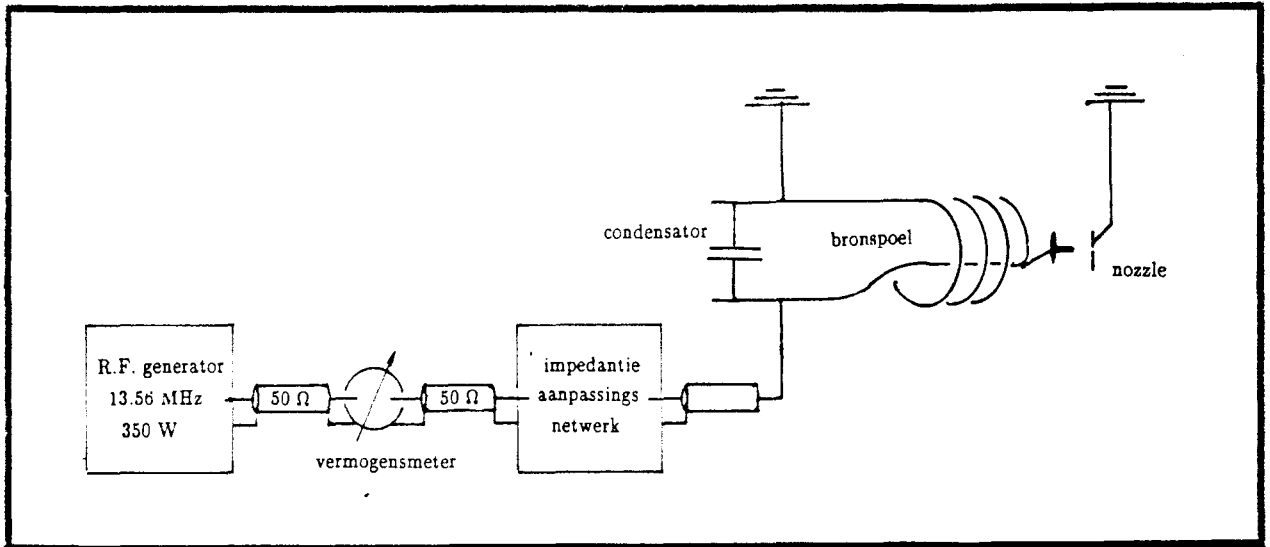 condensator
bronspoel
nozzle
R.F. generator
13.56 MHz
350 W
50 Ω
50 Ω
impedantie
aanpassings
netwerk
vermogensmeter